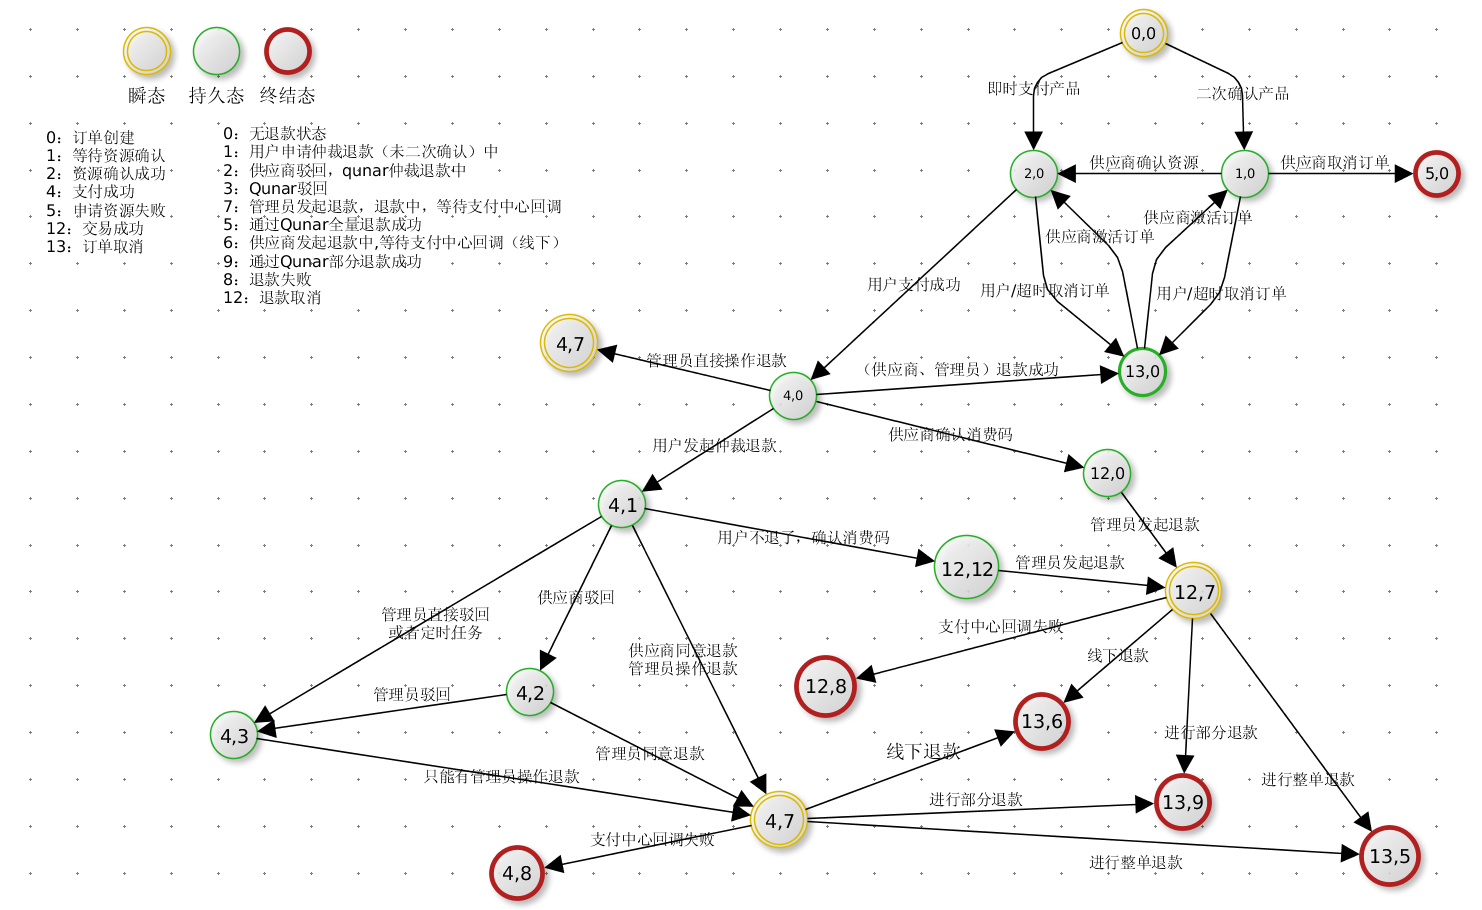 0,0
即时支付产品
二次确认产品
瞬态
持久态
终结态
0：订单创建
1：等待资源确认
2：资源确认成功
4：支付成功
5：申请资源失败
12：交易成功
13：订单取消
0：无退款状态
1：用户申请仲裁退款（未二次确认）中
2：供应商驳回，qunar仲裁退款中
3：Qunar驳回
7：管理员发起退款，退款中，等待支付中心回调
5：通过Qunar全量退款成功
6：供应商发起退款中,等待支付中心回调（线下）
9：通过Qunar部分退款成功
8：退款失败
12：退款取消
2,0
供应商确认资源
1,0
供应商取消订单
5,0
供应商激活订单
供应商激活订单
用户支付成功
用户/超时取消订单
用户/超时取消订单
4,7
管理员直接操作退款
（供应商、管理员）退款成功
13,0
4,0
用户发起仲裁退款
供应商确认消费码
12,0
4,1
管理员发起退款
用户不退了，确认消费码
12,12
管理员发起退款
12,7
供应商驳回
管理员直接驳回
或者定时任务
支付中心回调失败
供应商同意退款
管理员操作退款
线下退款
4,2
管理员驳回
12,8
13,6
4,3
管理员同意退款
线下退款
进行部分退款
只能有管理员操作退款
进行整单退款
进行部分退款
13,9
4,7
支付中心回调失败
进行整单退款
13,5
4,8